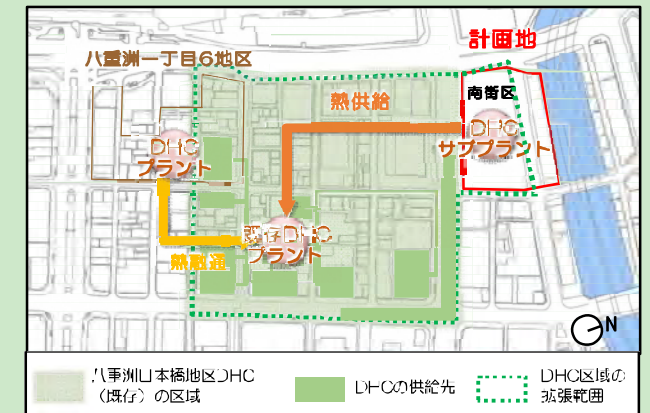 計画地
八重洲一丁目6地区
南街区
熱供給
DHC
サブプラント
DHC
プラント
既存DHC
プラント
熱融通
N
八重洲日本橋地区DHC
（既存）の区域
DHCの供給先
DHC区域の
拡張範囲